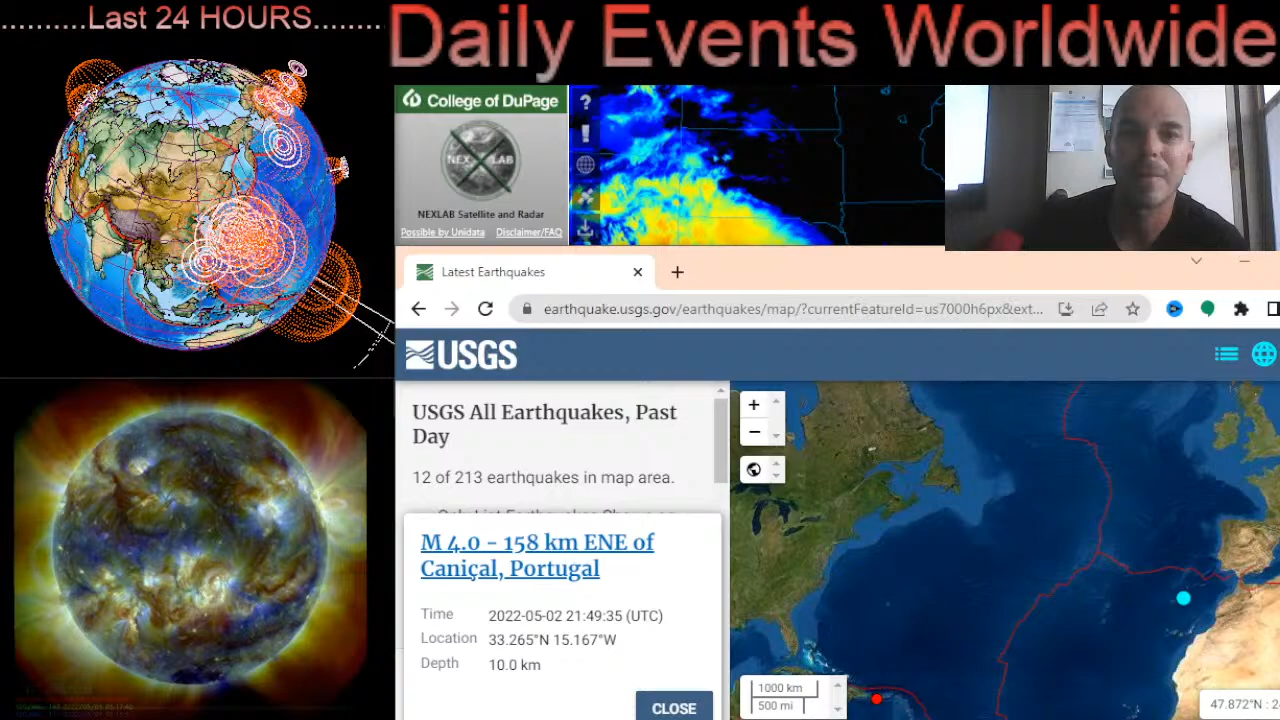 ..........Last 24 HOURS........
Daily Events Worldwide
College of DuPage
NEX LAB
NEXLAB Satellite and Radar
Possible by Unidata Disclaimer/FAQ
?
!
Latest Earthquakes
earthquake.usgs.gov/earthquakes/map/?currentFeatureId=us7000h6px&ext...
USGS
USGS All Earthquakes, Past
Day
12 of 213 earthquakes in map area.
M 4.0 - 158 km ENE of
Caniçal, Portugal
Time 2022-05-02 21:49:35 (UTC)
Location 33.265°N 15.167°W
Depth 10.0 km
CLOSE
+
−
1000 km
500 mi
47.872°N : 2